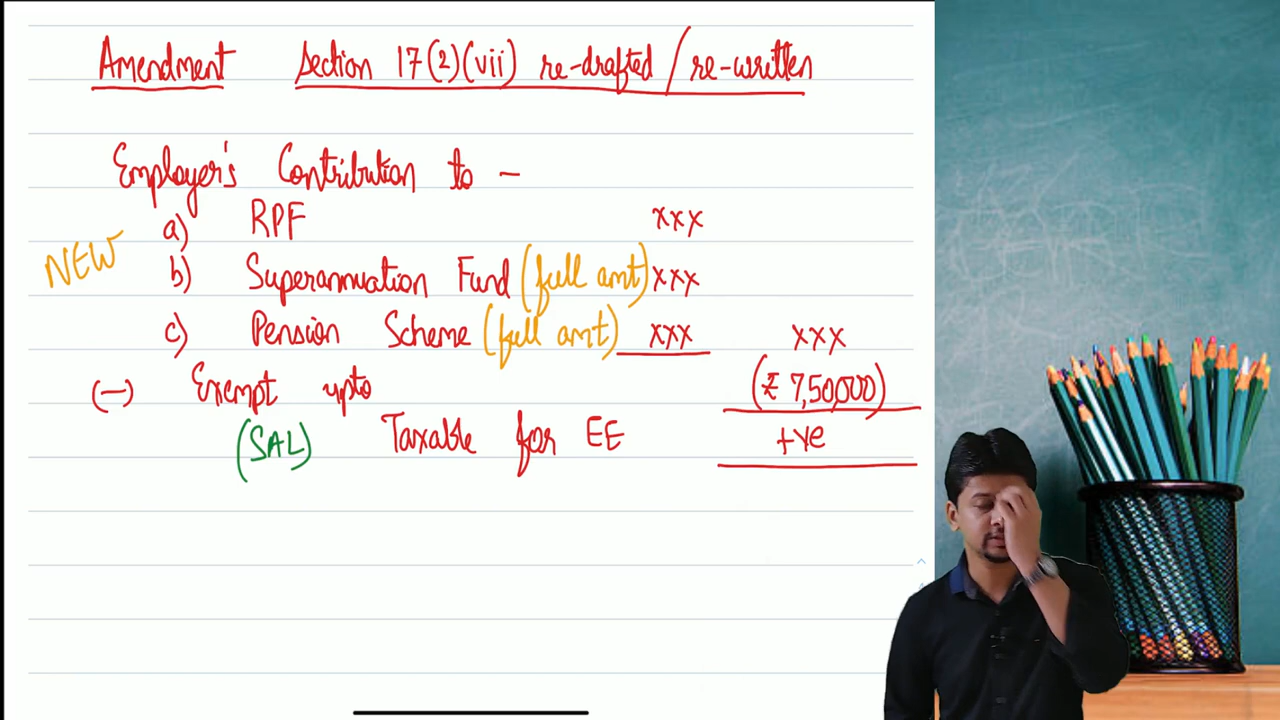 Amendment Section 17(2)(vii) re-drafted / re-written
Employer's Contribution to -
a) RPF xxx
NEW b) Superannuation Fund (full amt) xxx
c) Pension Scheme (full amt) xxx xxx
(-) Exempt upto (₹ 7,50,000)
(SAL) Taxable for EE +ve